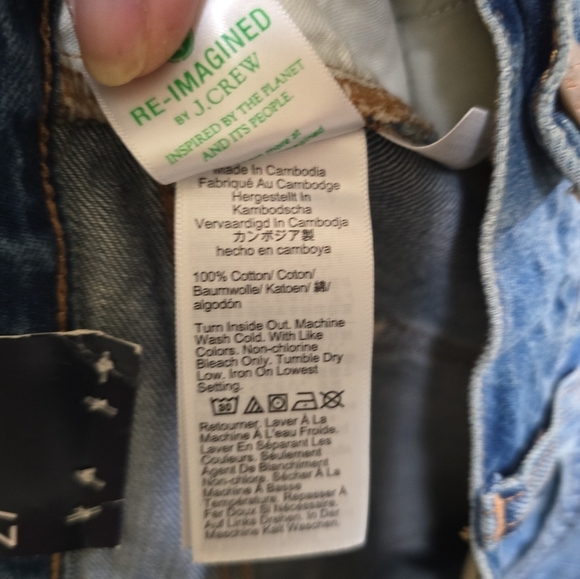 RE-IMAGINED
BY J.CREW
INSPIRED BY THE PLANET
AND ITS PEOPLE.
Made In Cambodia
Fabriqué Au Cambodge
Hergestellt In
Kambodscha
Vervaardigd In Cambodja
カンボジア製
hecho en camboya
100% Cotton/ Coton/
Baumwolle/ Katoen/ 綿/
algodón
Turn Inside Out. Machine
Wash Cold. With Like
Colors. Non-chlorine
Bleach Only. Tumble Dry
Low. Iron On Lowest
Setting.
30
Retourner. Laver À La
Machine À L'eau Froide.
Laver En Séparant Les
Couleurs. Seulement
Agent De Blanchiment
Non-chlore. Sécher À La
Machine À Basse
Température. Repasser À
Fer Doux Si Nécessaire.
Auf Links Drehen. In Der
Maschine Kalt Waschen.